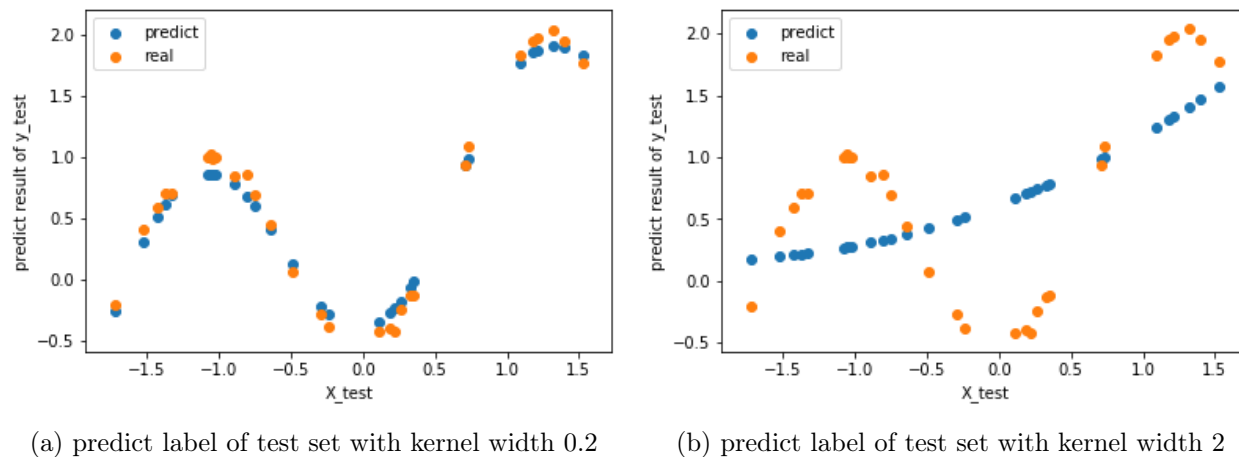 predict
real
2.0
1.5
1.0
0.5
0.0
−0.5
predict result of y_test
−1.5
−1.0
−0.5
0.0
0.5
1.0
1.5
X_test
(a) predict label of test set with kernel width 0.2
predict
real
2.0
1.5
1.0
0.5
0.0
−0.5
predict result of y_test
−1.5
−1.0
−0.5
0.0
0.5
1.0
1.5
X_test
(b) predict label of test set with kernel width 2